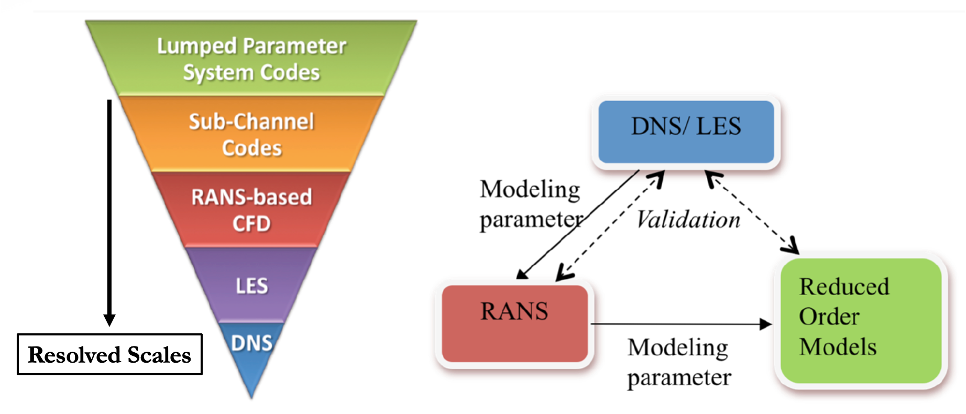 Lumped Parameter
System Codes
Sub-Channel
Codes
RANS-based
CFD
LES
DNS
Resolved Scales
DNS/ LES
Modeling
parameter
Validation
RANS
Reduced
Order
Models
Modeling
parameter